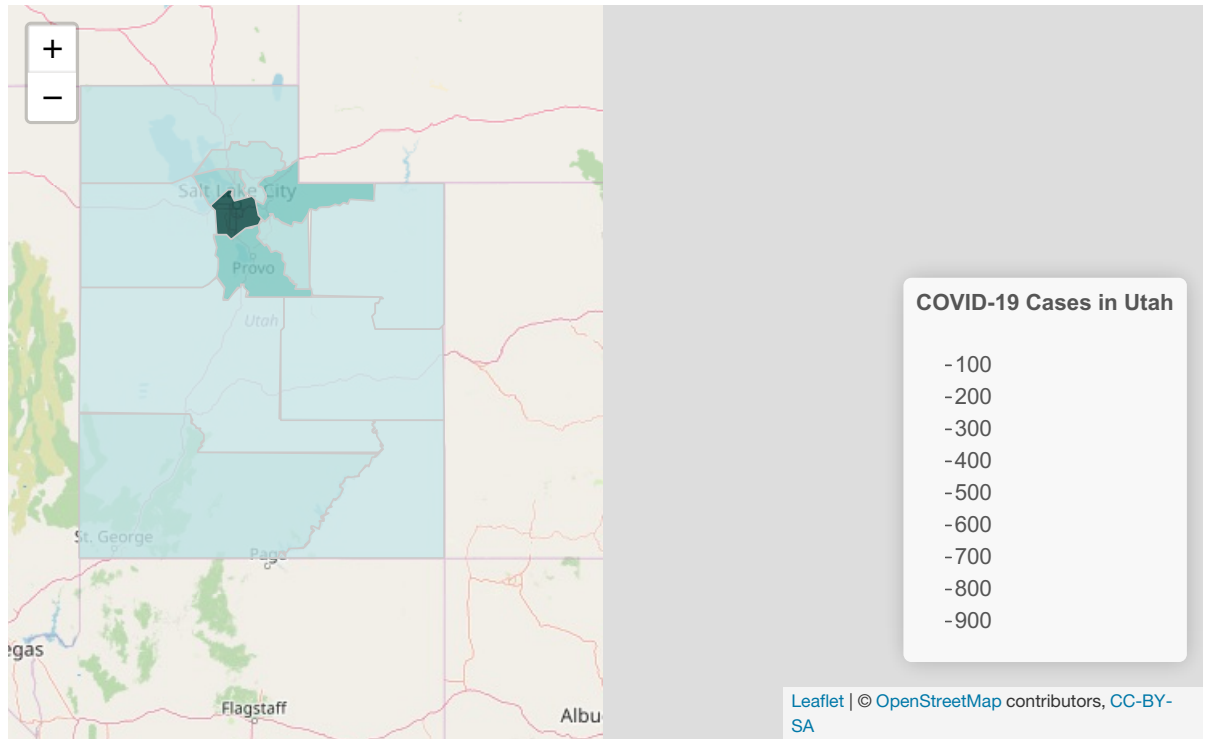 +
−
Salt Lake City
Provo
Utah
St. George
Page
egas
Flagstaff
Albu
COVID-19 Cases in Utah
-100
-200
-300
-400
-500
-600
-700
-800
-900
Leaflet | © OpenStreetMap contributors, CC-BY-
SA